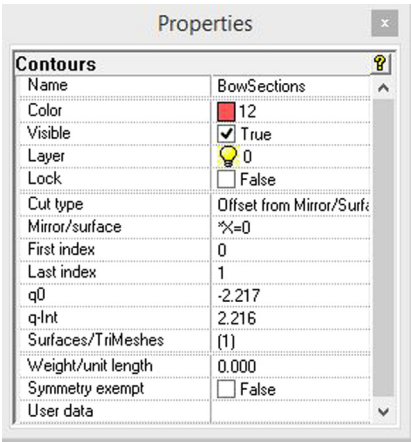 Properties
x
Contours ?
Name BowSections
Color 12
Visible True
Layer 0
Lock False
Cut type Offset from Mirror/Surfa
Mirror/surface *X=0
First index 0
Last index 1
q0 -2.217
q-Int 2.216
Surfaces/TriMeshes (1)
Weight/unit length 0.000
Symmetry exempt False
User data